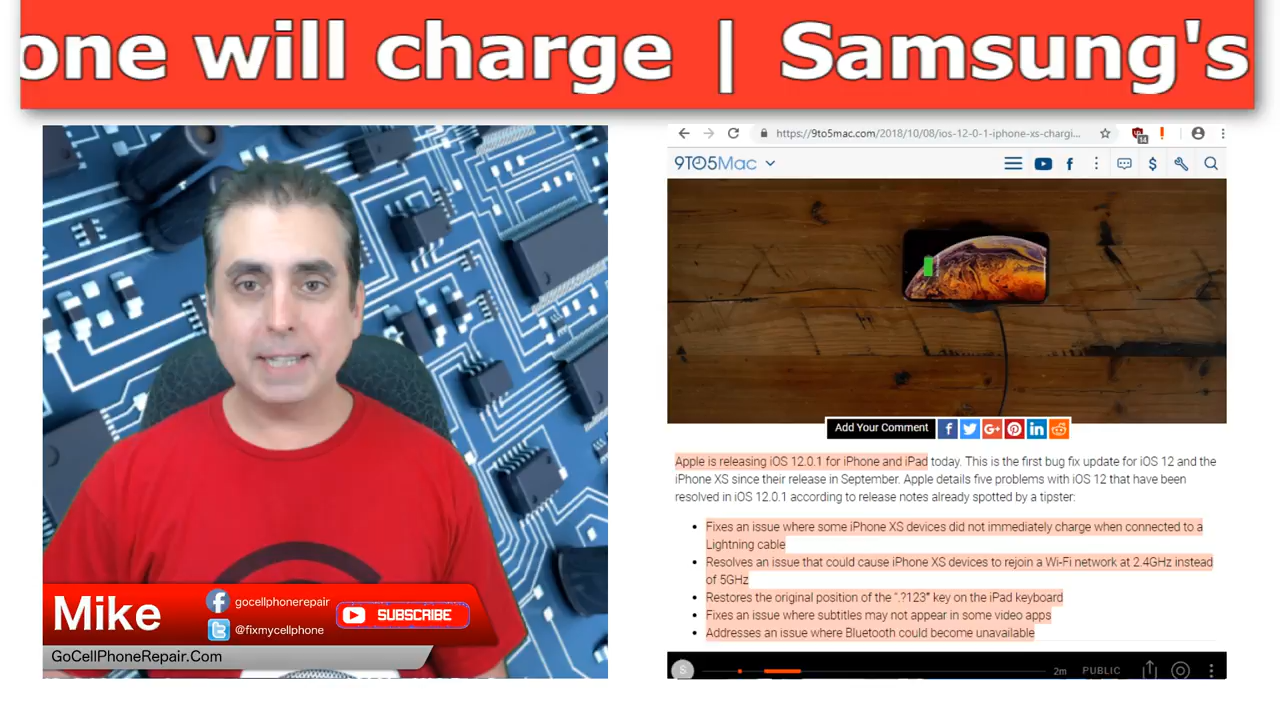 one will charge | Samsung's
https://9to5mac.com/2018/10/08/ios-12-0-1-iphone-xs-chargi...
14
9TO5Mac
Add Your Comment
Apple is releasing iOS 12.0.1 for iPhone and iPad today. This is the first bug fix update for iOS 12 and the
iPhone XS since their release in September. Apple details five problems with iOS 12 that have been
resolved in iOS 12.0.1 according to release notes already spotted by a tipster:
• Fixes an issue where some iPhone XS devices did not immediately charge when connected to a
Lightning cable
• Resolves an issue that could cause iPhone XS devices to rejoin a Wi-Fi network at 2.4GHz instead
of 5GHz
• Restores the original position of the ".?123" key on the iPad keyboard
• Fixes an issue where subtitles may not appear in some video apps
• Addresses an issue where Bluetooth could become unavailable
S
2m
PUBLIC
Mike
gocellphonerepair
@fixmycellphone
SUBSCRIBE
GoCellPhoneRepair.Com